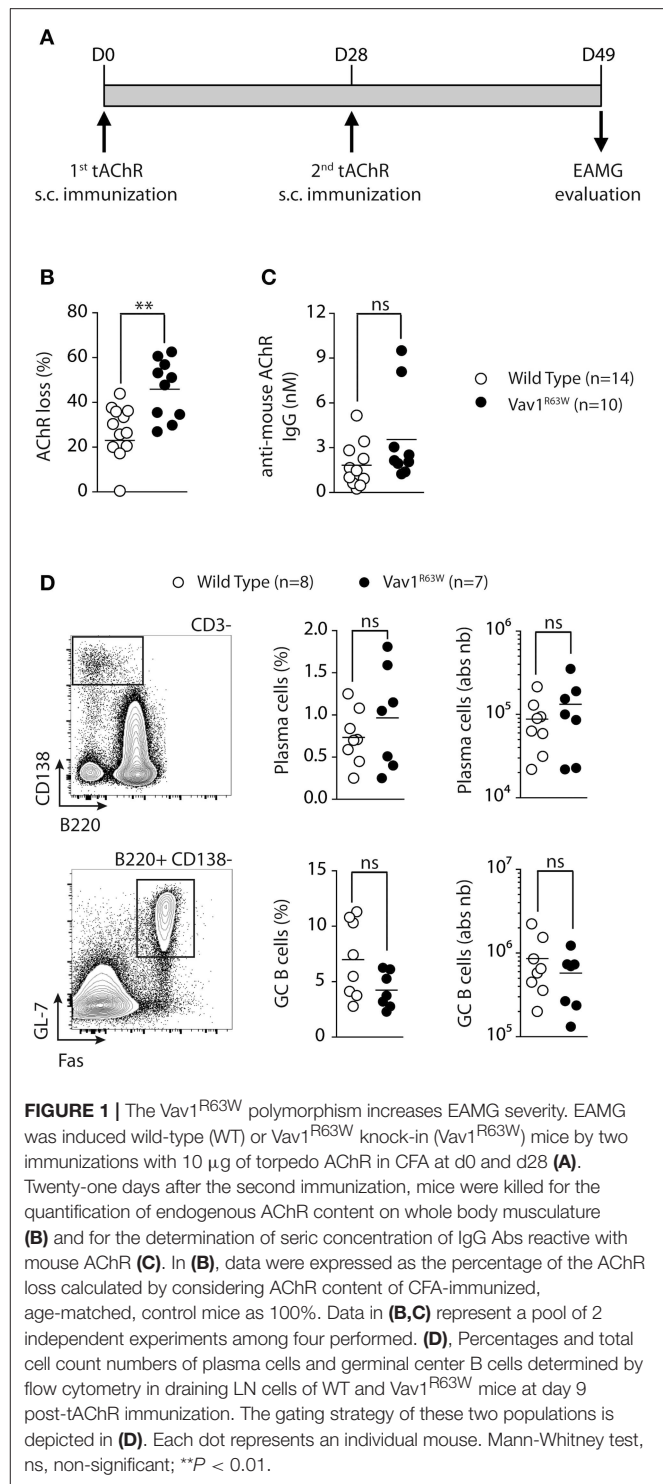 A
D0 D28 D49
1st tAChR
s.c. immunization
2nd tAChR
s.c. immunization
EAMG
evaluation
B
**
80
60
40
20
0
AChR loss (%)
C
ns
12
9
6
3
0
anti-mouse AChR
IgG (nM)
Wild Type (n=14)
Vav1R63W (n=10)
D
Wild Type (n=8) Vav1R63W (n=7)
CD3-
CD138
B220
ns
2.0
1.5
1.0
0.5
0.0
Plasma cells (%)
ns
10^6
10^5
10^4
Plasma cells (abs nb)
B220+ CD138-
GL-7
Fas
ns
15
10
5
0
GC B cells (%)
ns
10^7
10^6
10^5
GC B cells (abs nb)
FIGURE 1 | The Vav1R63W polymorphism increases EAMG severity. EAMG
was induced wild-type (WT) or Vav1R63W knock-in (Vav1R63W) mice by two
immunizations with 10 μg of torpedo AChR in CFA at d0 and d28 (A).
Twenty-one days after the second immunization, mice were killed for the
quantification of endogenous AChR content on whole body musculature
(B) and for the determination of seric concentration of IgG Abs reactive with
mouse AChR (C). In (B), data were expressed as the percentage of the AChR
loss calculated by considering AChR content of CFA-immunized,
age-matched, control mice as 100%. Data in (B,C) represent a pool of 2
independent experiments among four performed. (D), Percentages and total
cell count numbers of plasma cells and germinal center B cells determined by
flow cytometry in draining LN cells of WT and Vav1R63W mice at day 9
post-tAChR immunization. The gating strategy of these two populations is
depicted in (D). Each dot represents an individual mouse. Mann-Whitney test,
ns, non-significant; **P < 0.01.